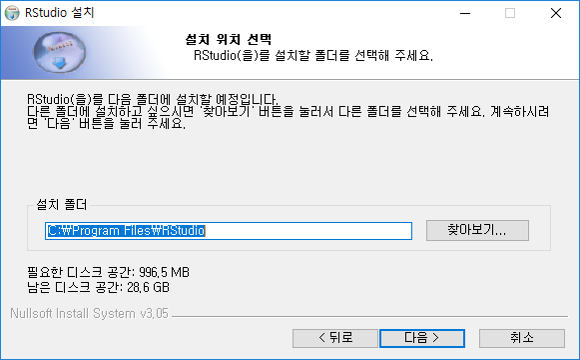 RStudio 설치
설치 위치 선택
RStudio(을)를 설치할 폴더를 선택해 주세요.
RStudio(을)를 다음 폴더에 설치할 예정입니다.
다른 폴더에 설치하고 싶으시면 '찾아보기' 버튼을 눌러서 다른 폴더를 선택해 주세요. 계속하시려
면 '다음' 버튼을 눌러 주세요.
설치 폴더
C:₩Program Files₩RStudio
찾아보기...
필요한 디스크 공간: 996.5 MB
남은 디스크 공간: 28.6 GB
Nullsoft Install System v3.05
< 뒤로
다음 >
취소